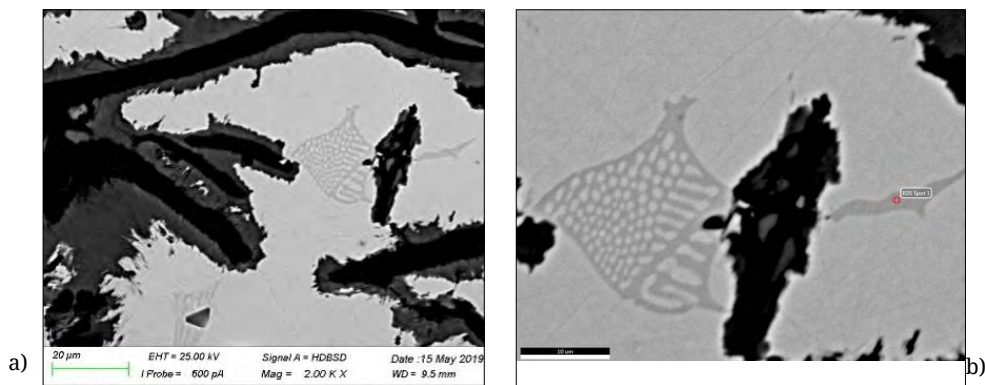 EDS Spot 1
20 µm
EHT = 25.00 kV
Signal A = HDBSD
Date :15 May 2019
I Probe = 600 pA
Mag = 2.00 K X
WD = 9.5 mm
10 um
a)
b)